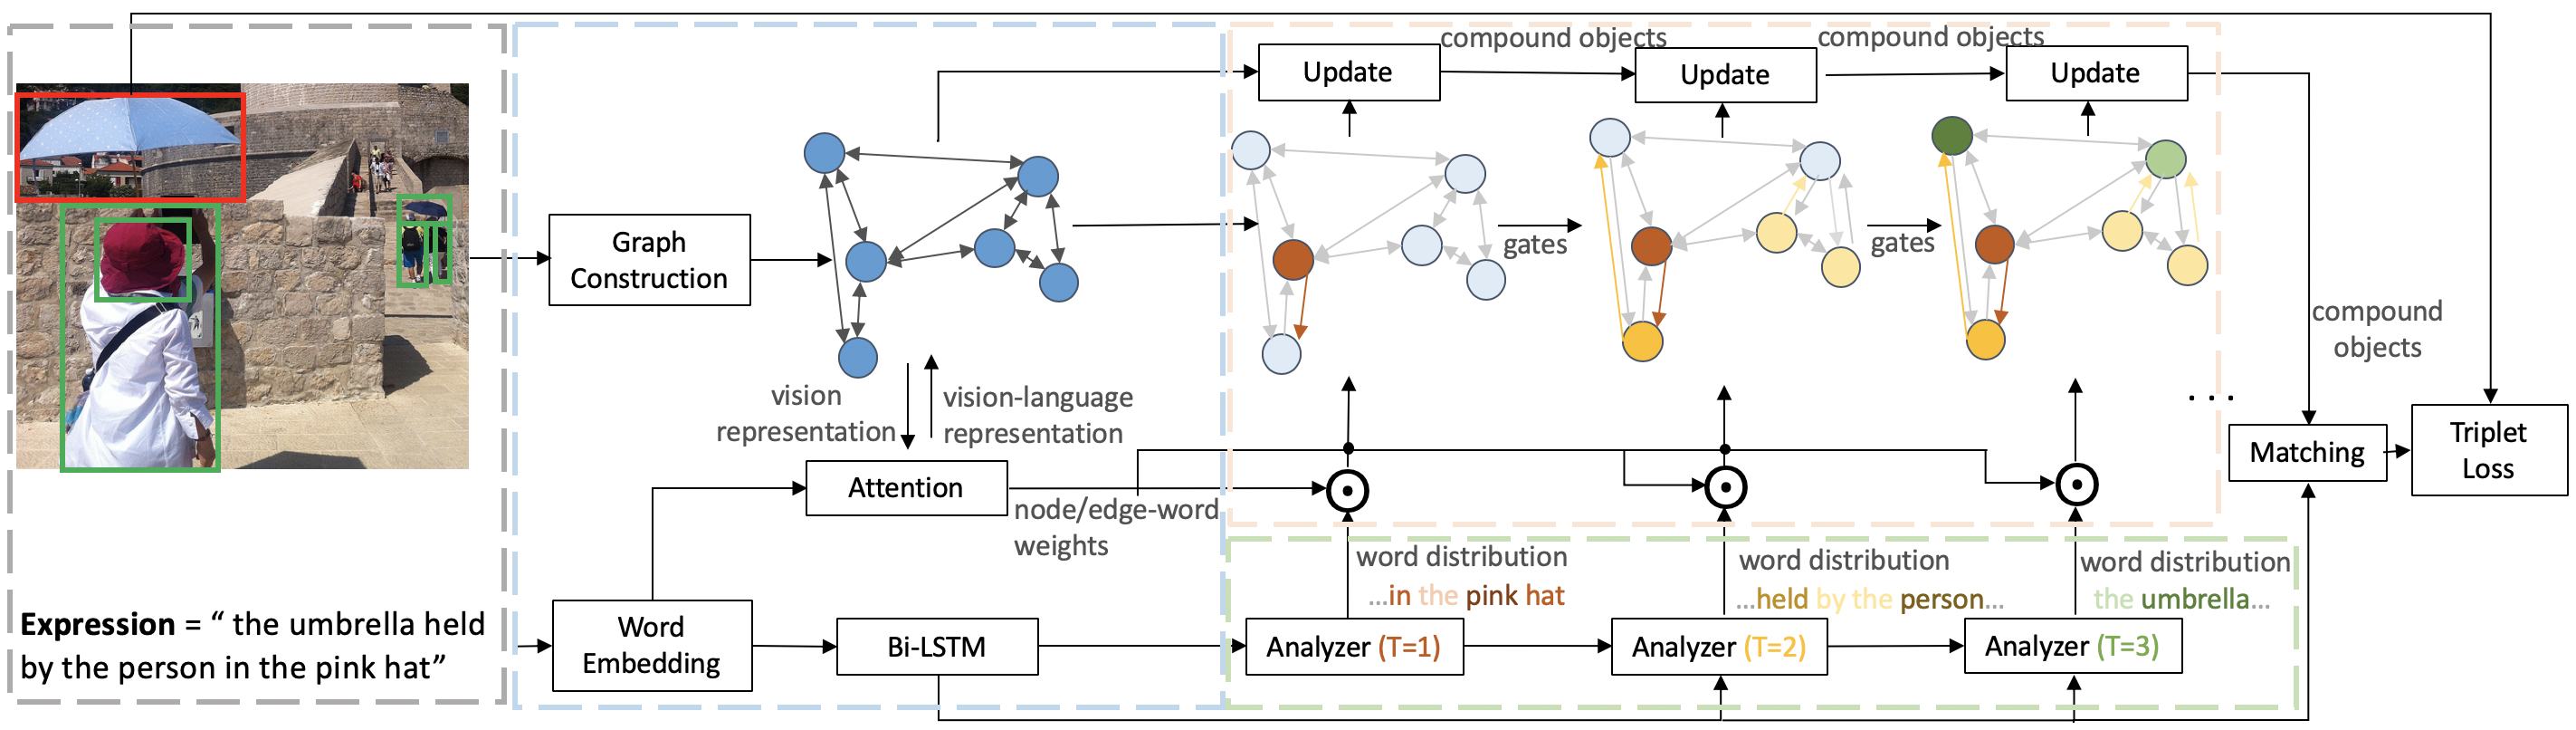 compound objects
compound objects
Update
Update
Update
Graph
Construction
gates
gates
vision
representation
vision-language
representation
compound
objects
Attention
node/edge-word
weights
. . .
Matching
Triplet
Loss
word distribution
...in the pink hat
word distribution
...held by the person...
word distribution
the umbrella...
Expression = “ the umbrella held
by the person in the pink hat”
Word
Embedding
Bi-LSTM
Analyzer (T=1)
Analyzer (T=2)
Analyzer (T=3)